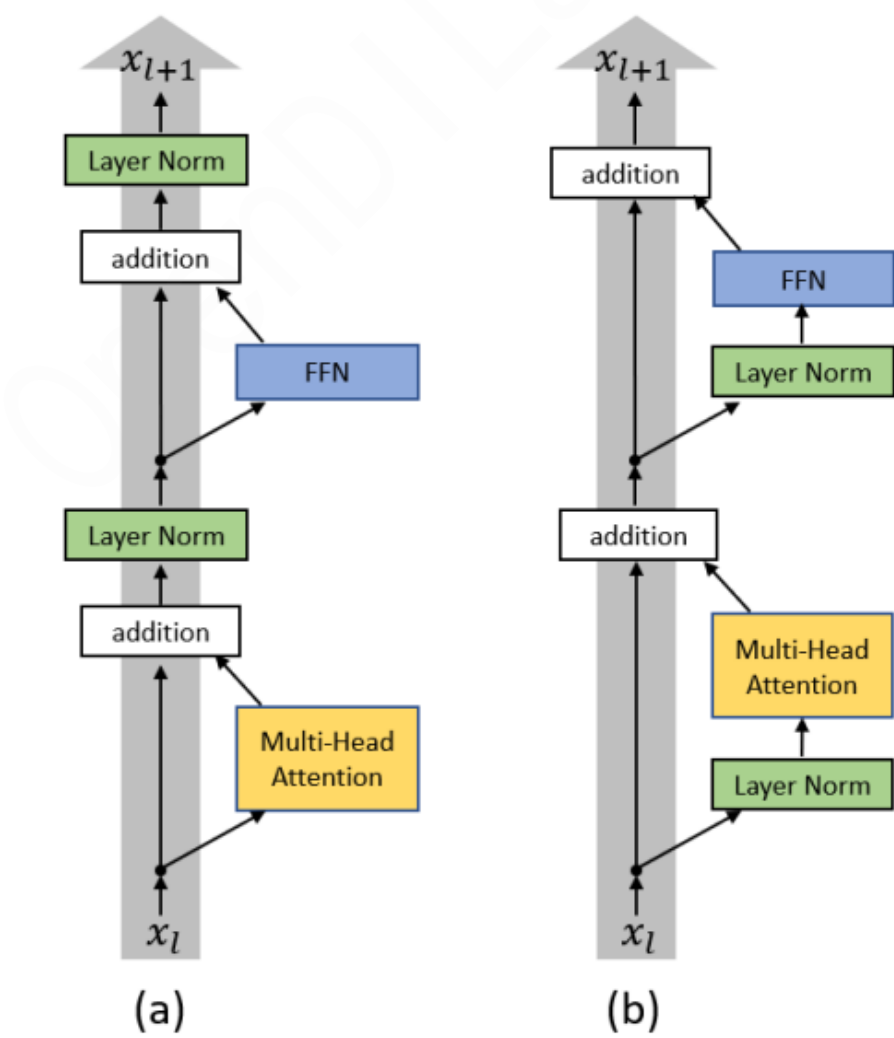 x_{l+1}
Layer Norm
addition
FFN
Layer Norm
addition
Multi-Head
Attention
x_l
(a)
x_{l+1}
addition
FFN
Layer Norm
addition
Multi-Head
Attention
Layer Norm
x_l
(b)